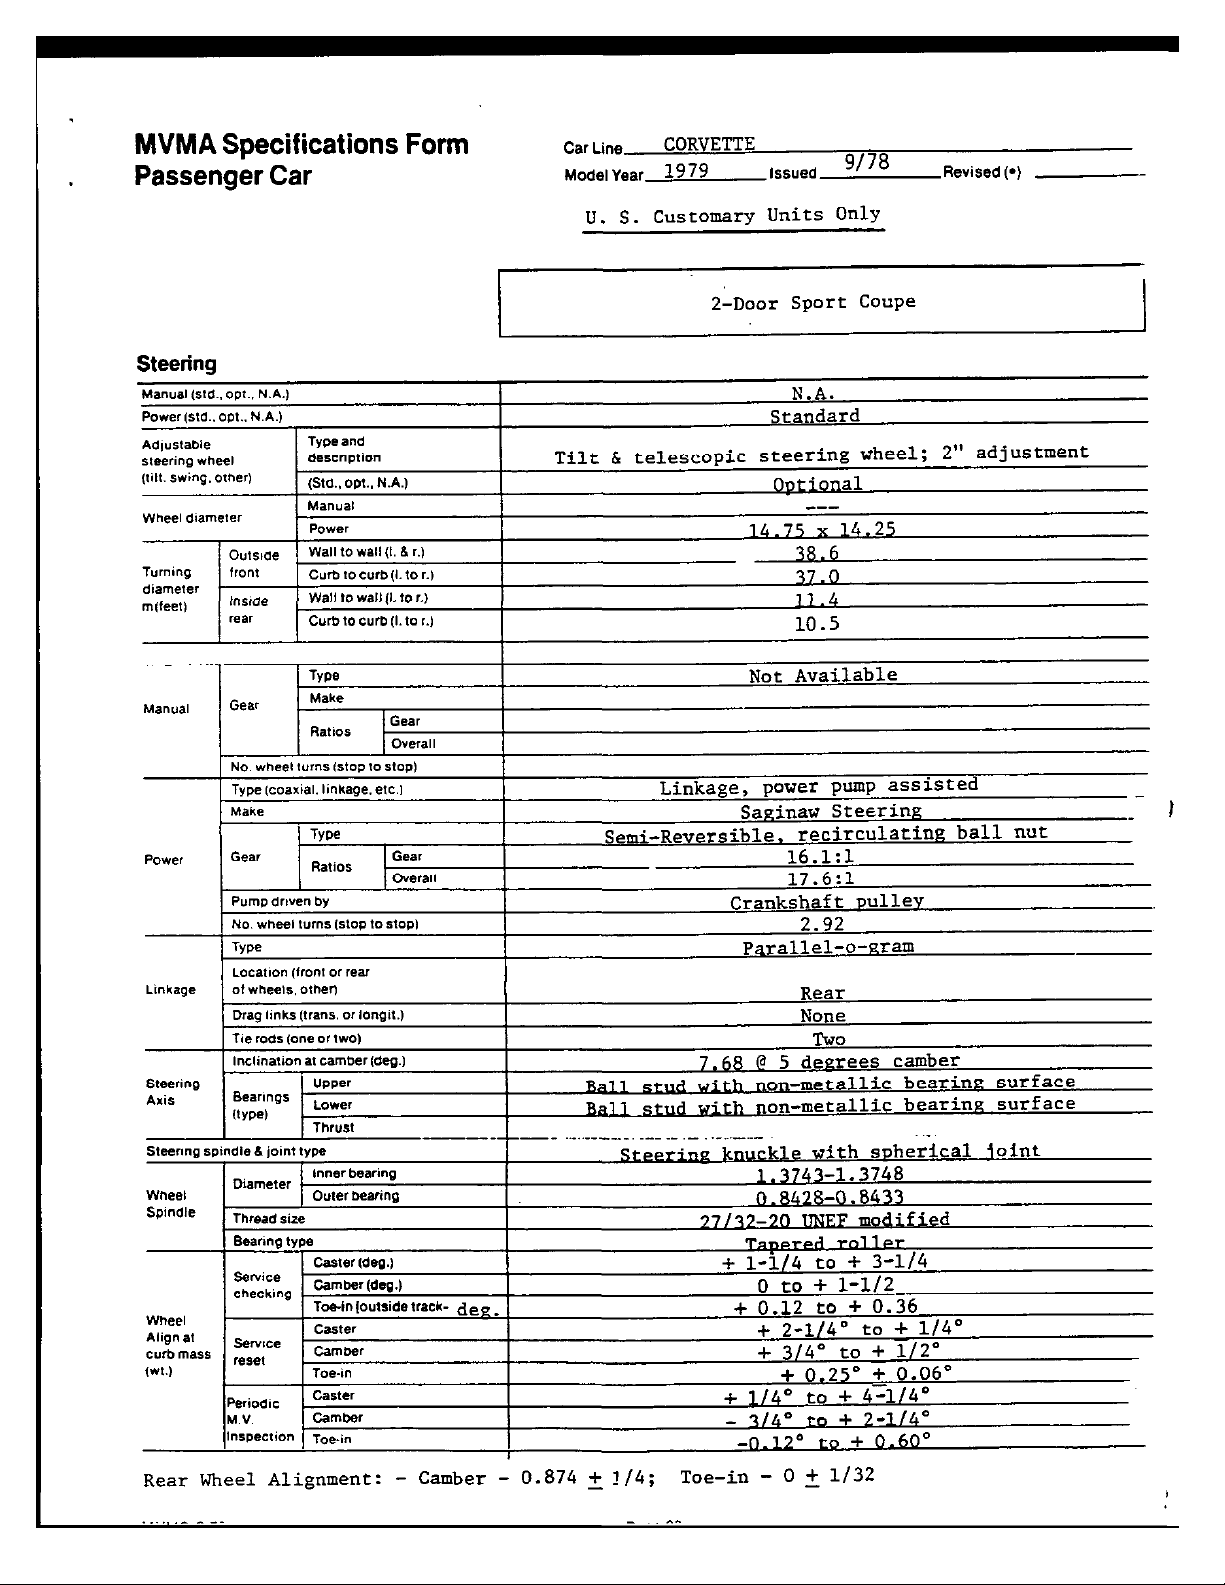 MVMA Specifications Form
Passenger Car
Car Line CORVETTE
Model Year 1979 Issued 9/78 Revised (•)
U. S. Customary Units Only
2-Door Sport Coupe
Steering
Manual (std., opt., N.A.) N.A.
Power (std., opt., N.A.) Standard
Adjustable steering wheel (tilt, swing, other) Type and description Tilt & telescopic steering wheel; 2" adjustment
(Std., opt., N.A.) Optional
Wheel diameter Manual ---
Power 14.75 x 14.25
Turning diameter m(feet) Outside front Wall to wall (l. & r.) 38.6
Curb to curb (l. to r.) 37.0
Inside rear Wall to wall (l. to r.) 11.4
Curb to curb (l. to r.) 10.5
Manual Gear Type Not Available
Make
Ratios Gear
Overall
No. wheel turns (stop to stop)
Power Type (coaxial, linkage, etc.) Linkage, power pump assisted
Make Saginaw Steering
Gear Type Semi-Reversible, recirculating ball nut
Ratios Gear 16.1:1
Overall 17.6:1
Pump driven by Crankshaft pulley
No. wheel turns (stop to stop) 2.92
Linkage Type Parallel-o-gram
Location (front or rear of wheels, other) Rear
Drag links (trans. or longit.) None
Tie rods (one or two) Two
Steering Axis Inclination at camber (deg.) 7.68 @ 5 degrees camber
Bearings (type) Upper Ball stud with non-metallic bearing surface
Lower Ball stud with non-metallic bearing surface
Thrust
Steering spindle & joint type Steering knuckle with spherical joint
Wheel Spindle Diameter Inner bearing 1.3743-1.3748
Outer bearing 0.8428-0.8433
Thread size 27/32-20 UNEF modified
Bearing type Tapered roller
Wheel Align at curb mass (wt.) Service checking Caster (deg.) + 1-1/4 to + 3-1/4
Camber (deg.) 0 to + 1-1/2
Toe-in [outside track- deg. + 0.12 to + 0.36
Service reset Caster + 2-1/4° to ± 1/4°
Camber + 3/4° to ± 1/2°
Toe-in + 0.25° ± 0.06°
Periodic M.V. Inspection Caster + 1/4° to + 4-1/4°
Camber - 3/4° to + 2-1/4°
Toe-in -0.12° to + 0.60°
Rear Wheel Alignment: - Camber - 0.874 ± 1/4; Toe-in - 0 ± 1/32